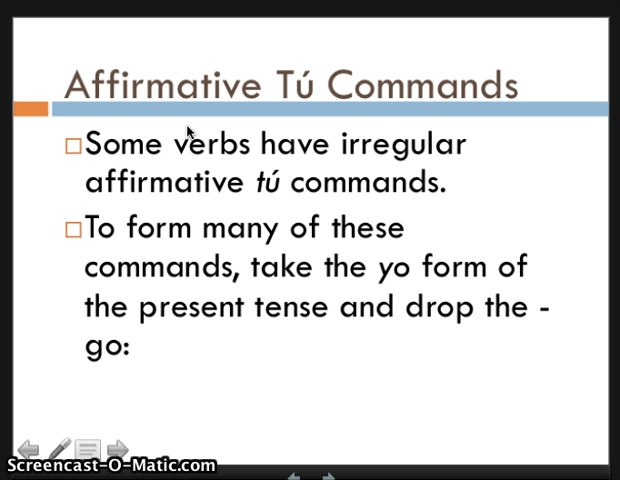 Affirmative Tú Commands
Some verbs have irregular
affirmative tú commands.
To form many of these
commands, take the yo form of
the present tense and drop the -
go:
Screencast-O-Matic.com